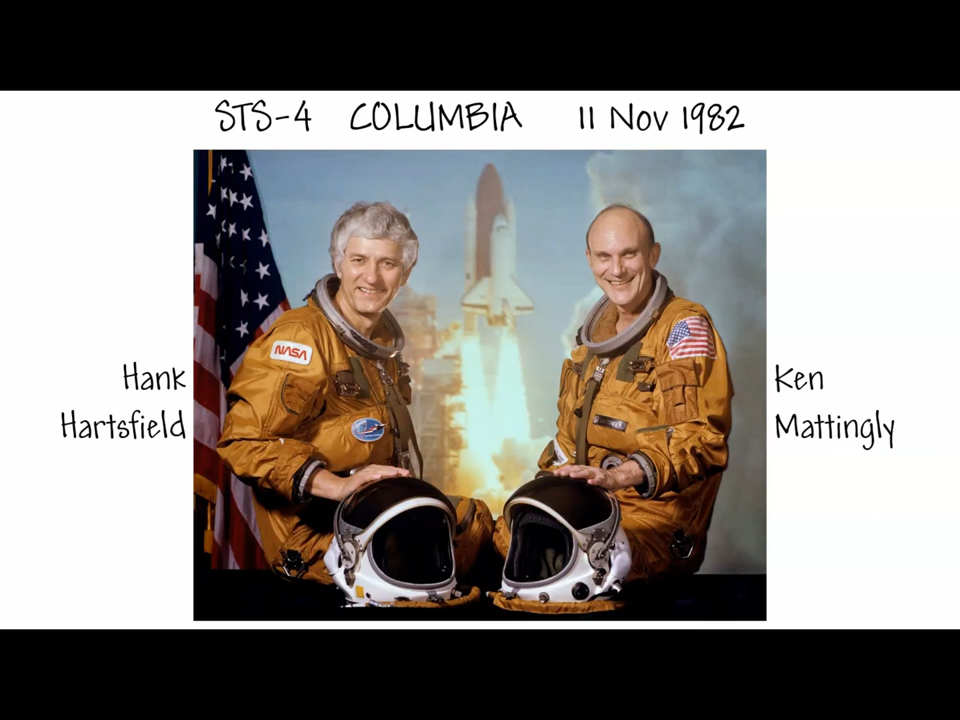 STS-4 COLUMBIA 11 Nov 1982
NASA
Hank
Hartsfield
Ken
Mattingly